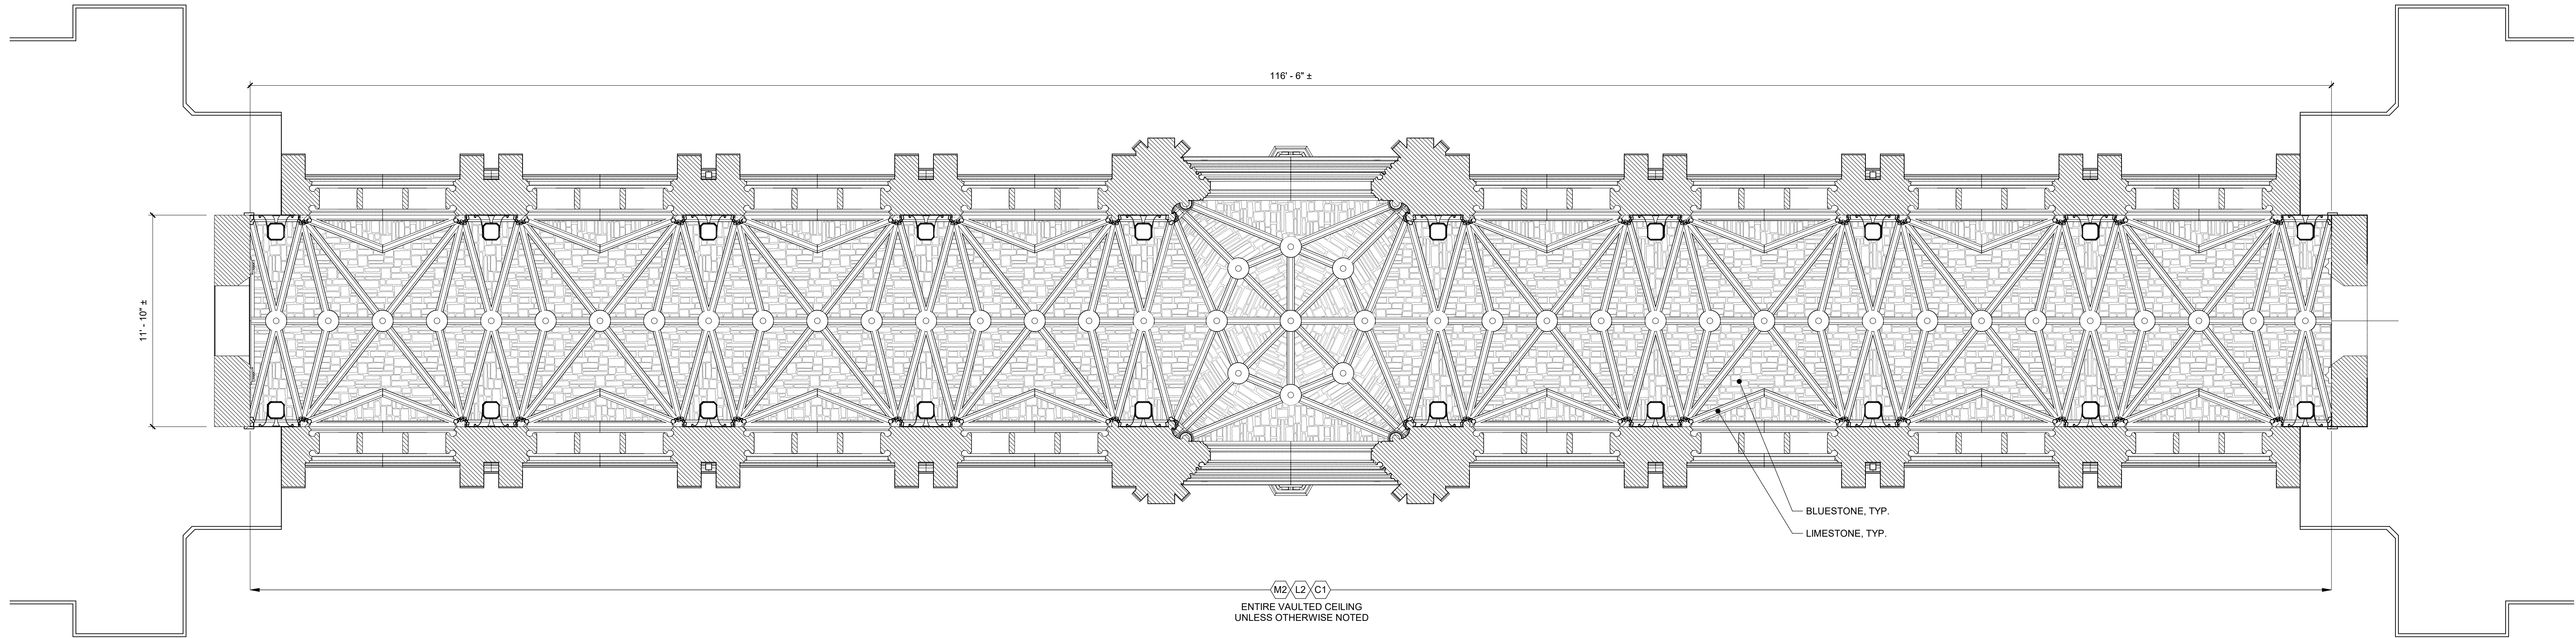 116' - 6" ±
11' - 10" ±
BLUESTONE, TYP.
LIMESTONE, TYP.
M2 L2 C1
ENTIRE VAULTED CEILING
UNLESS OTHERWISE NOTED